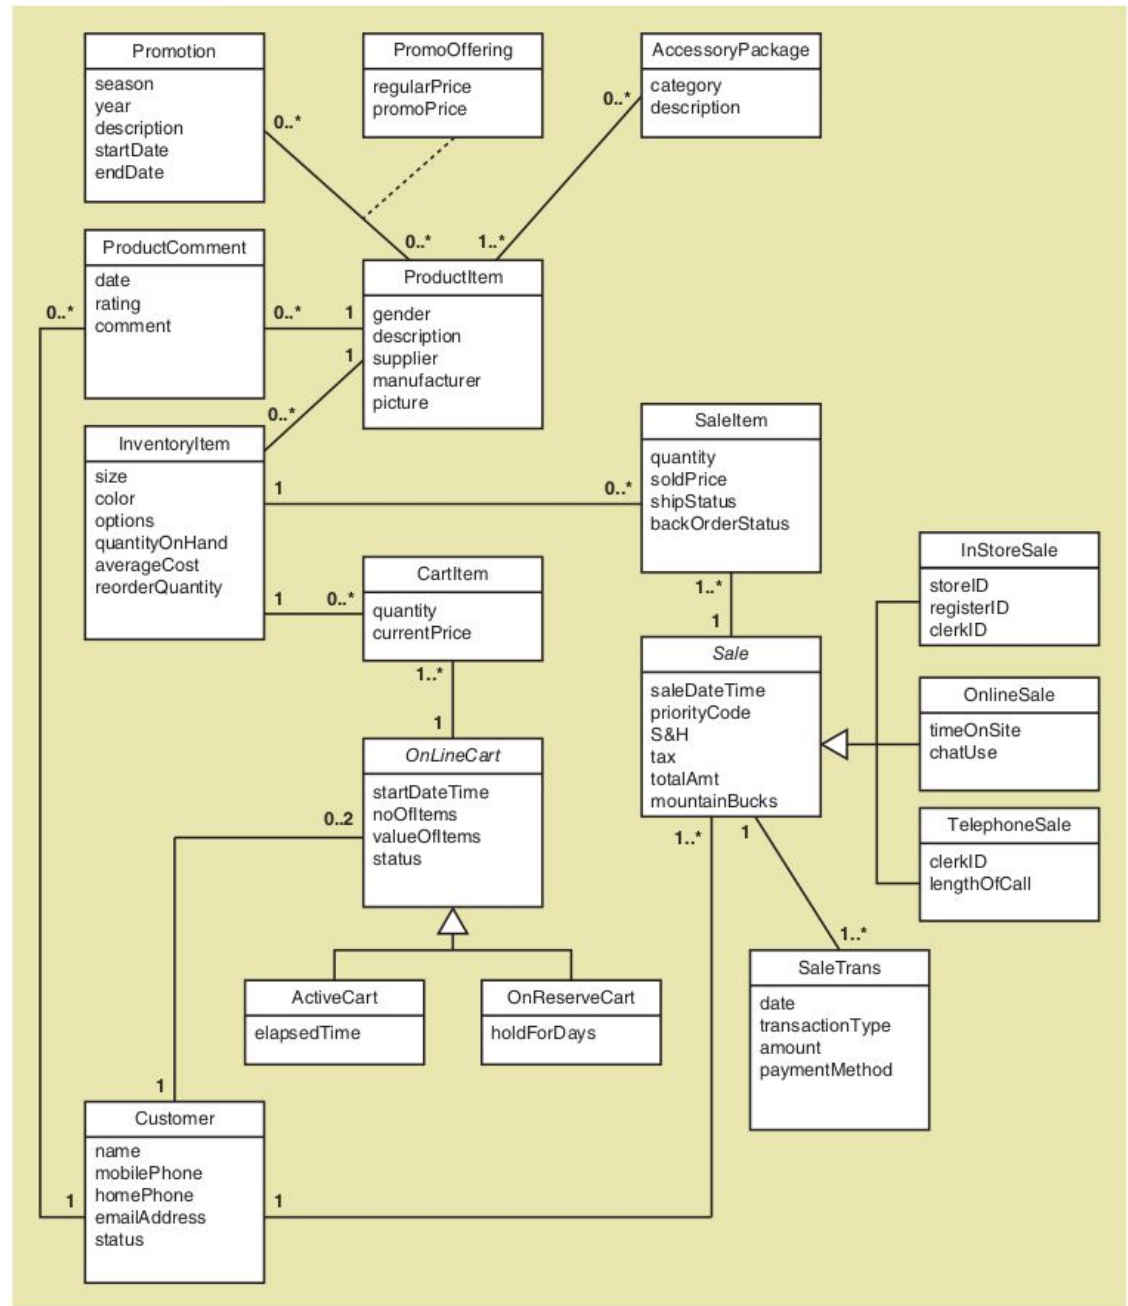 Promotion
season
year
description
startDate
endDate
PromoOffering
regularPrice
promoPrice
AccessoryPackage
category
description
0..*
0..*
0..*
1..*
ProductComment
date
rating
comment
ProductItem
gender
description
supplier
manufacturer
picture
0..*
0..*
1
1
0..*
InventoryItem
size
color
options
quantityOnHand
averageCost
reorderQuantity
SaleItem
quantity
soldPrice
shipStatus
backOrderStatus
1
0..*
CartItem
quantity
currentPrice
1
0..*
1..*
1
1..*
1
InStoreSale
storeID
registerID
clerkID
Sale
saleDateTime
priorityCode
S&H
tax
totalAmt
mountainBucks
OnlineSale
timeOnSite
chatUse
OnLineCart
startDateTime
noOfItems
valueOfItems
status
0..2
1..*
1
TelephoneSale
clerkID
lengthOfCall
1..*
SaleTrans
date
transactionType
amount
paymentMethod
ActiveCart
elapsedTime
OnReserveCart
holdForDays
1
Customer
name
mobilePhone
homePhone
emailAddress
status
1
1